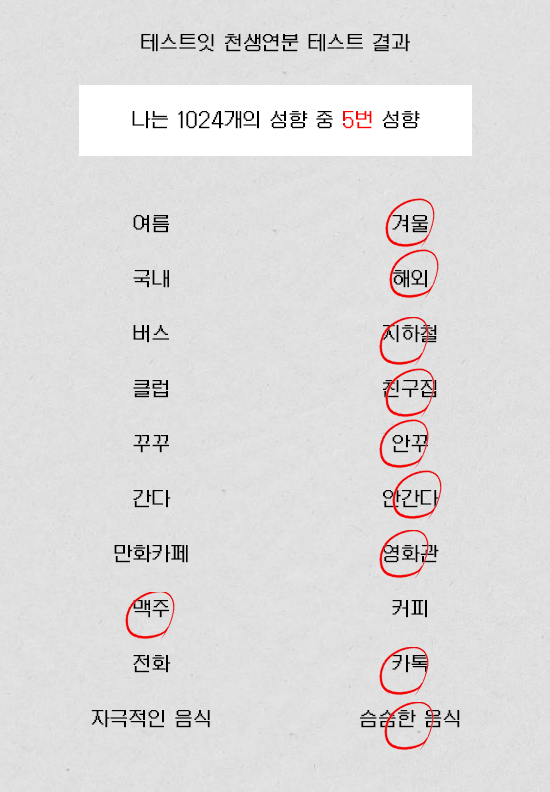 테스트잇 천생연분 테스트 결과
나는 1024개의 성향 중 5번 성향
여름 겨울
국내 해외
버스 지하철
클럽 친구집
꾸꾸 안꾸
간다 안간다
만화카페 영화관
맥주 커피
전화 카톡
자극적인 음식 슴슴한 음식